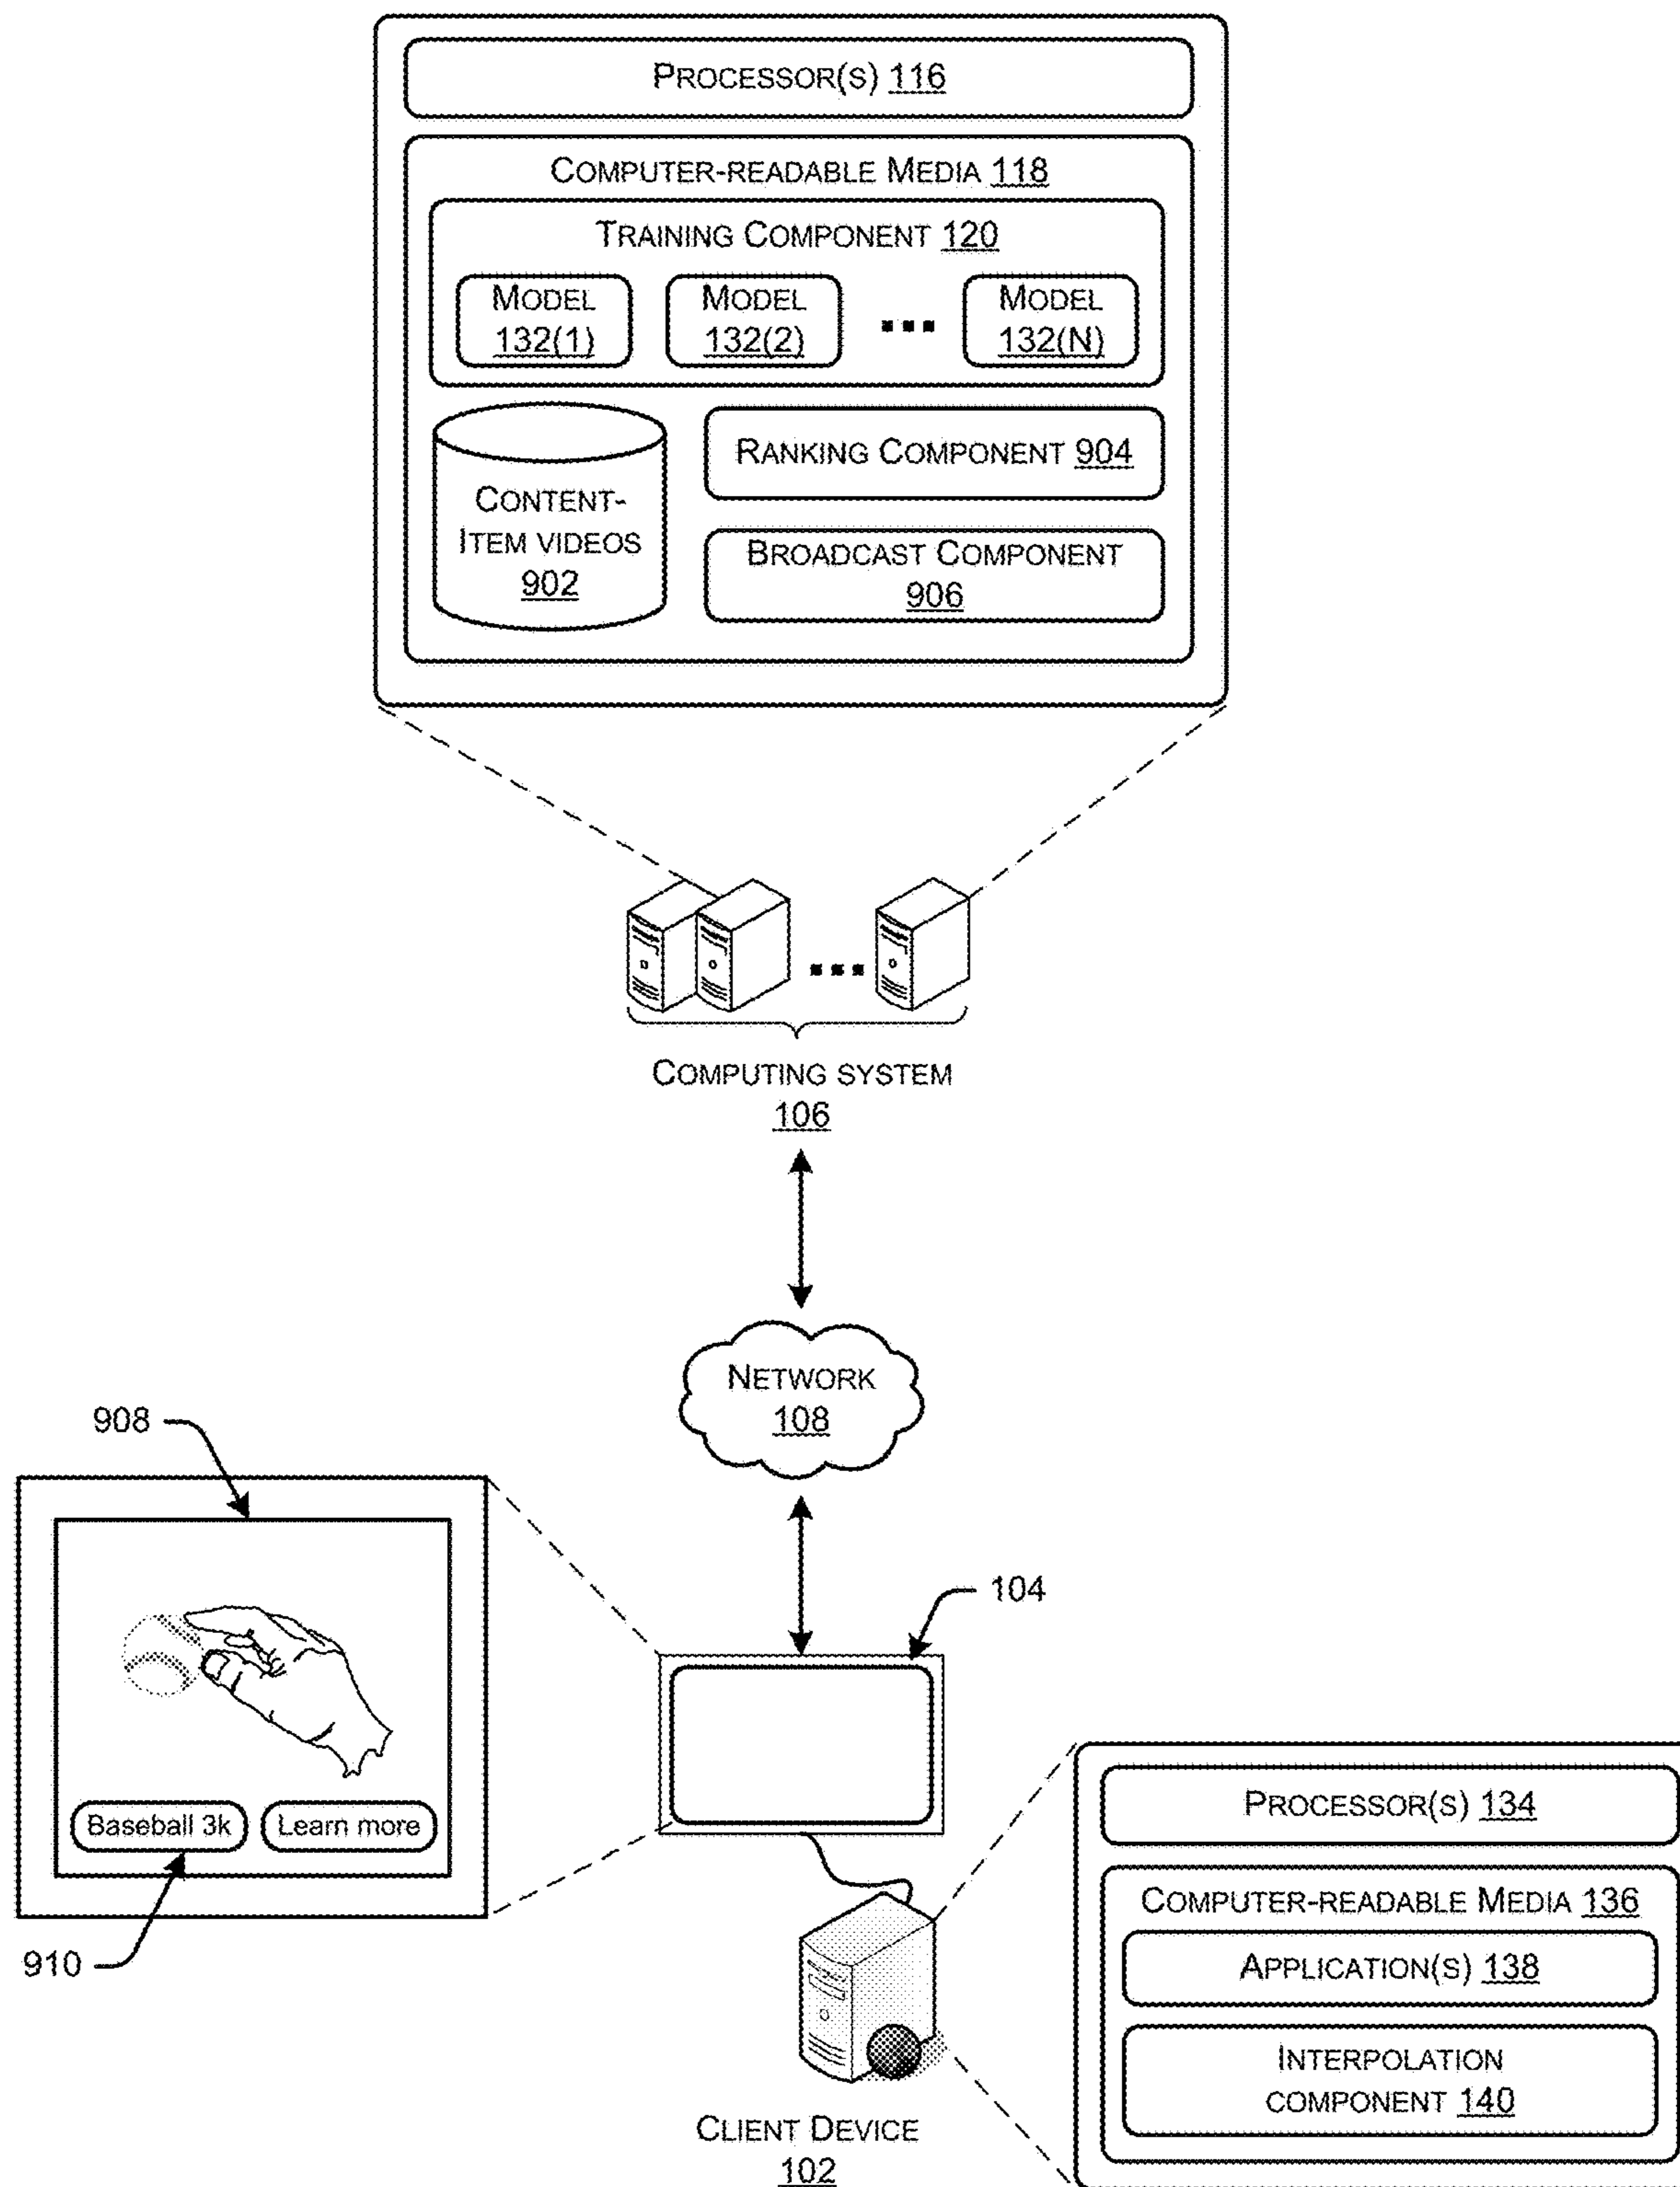 PROCESSOR(S) 116
COMPUTER-READABLE MEDIA 118
TRAINING COMPONENT 120
MODEL
132(1)
MODEL
132(2)
...
MODEL
132(N)
CONTENT-
ITEM VIDEOS
902
RANKING COMPONENT 904
BROADCAST COMPONENT
906
...
COMPUTING SYSTEM
106
NETWORK
108
908
Baseball 3k
Learn more
910
104
PROCESSOR(S) 134
COMPUTER-READABLE MEDIA 136
APPLICATION(S) 138
INTERPOLATION
COMPONENT 140
CLIENT DEVICE
102